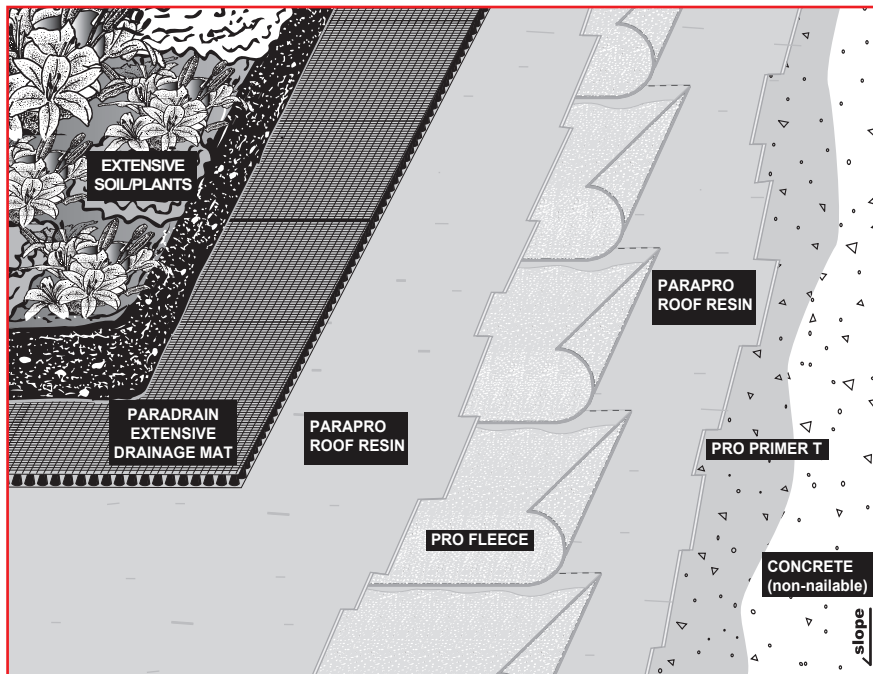 EXTENSIVE
SOIL/PLANTS
PARAPRO
ROOF RESIN
PARADRAIN
EXTENSIVE
DRAINAGE MAT
PARAPRO
ROOF RESIN
PRO PRIMER T
PRO FLEECE
CONCRETE
(non-nailable)
slope